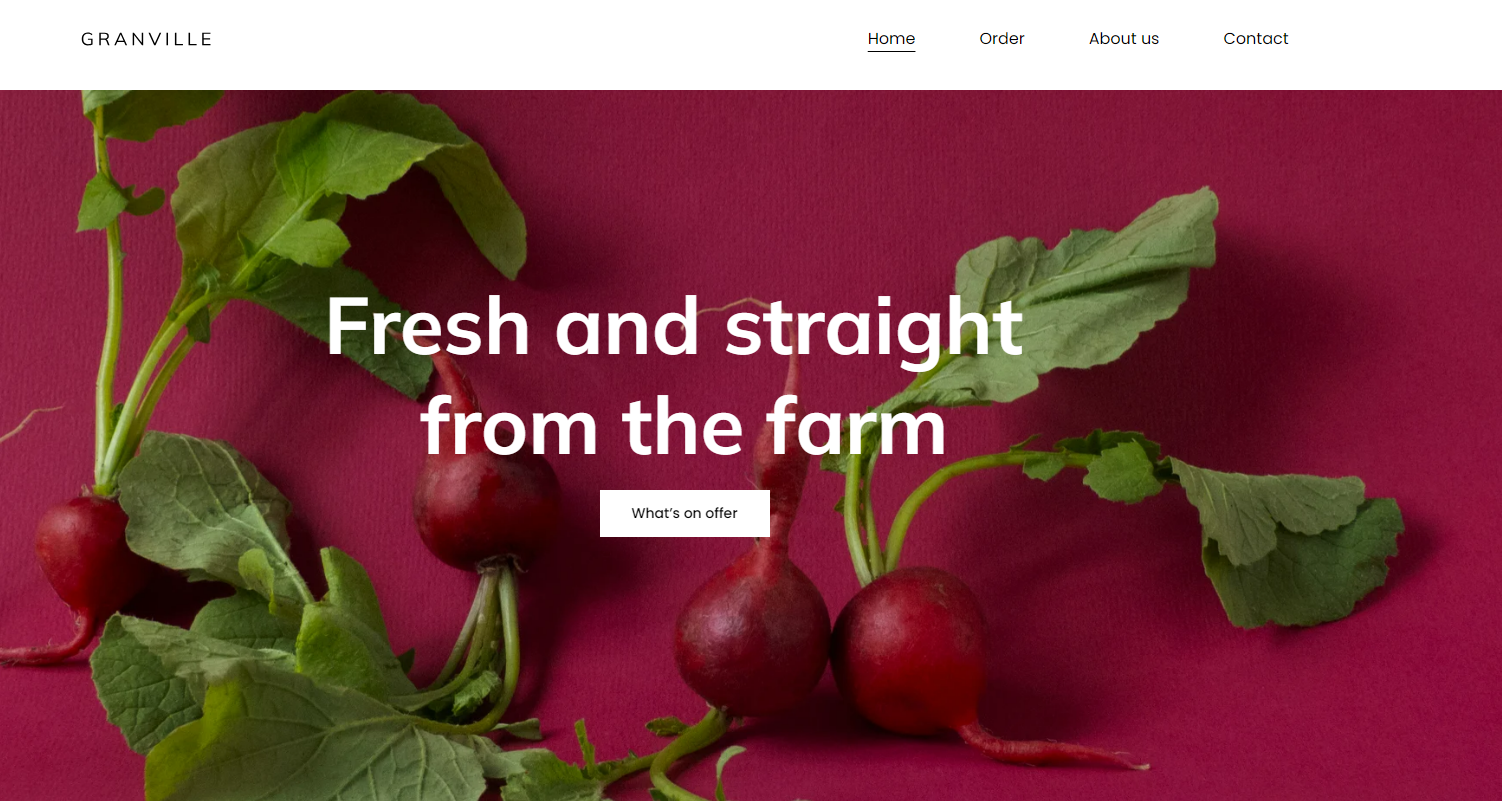 GRANVILLE
Home Order About us Contact
Fresh and straight
from the farm
What's on offer